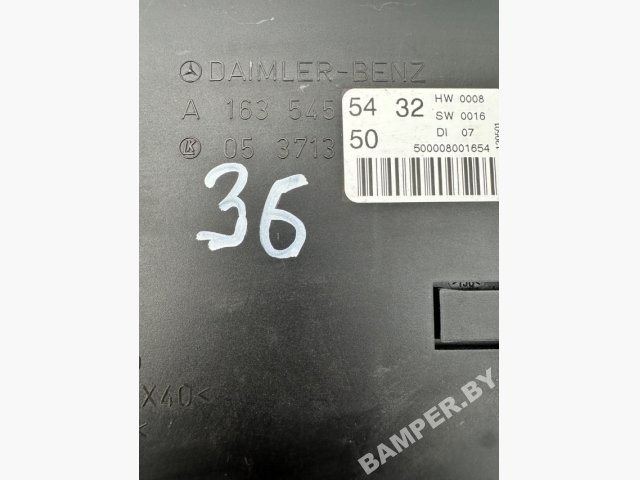 DAIMLER-BENZ
A 163 545 54 32
LK 05 3713 50
HW 0008
SW 0016
DI 07
500008001654
36
X40<
<
BAMPER.BY